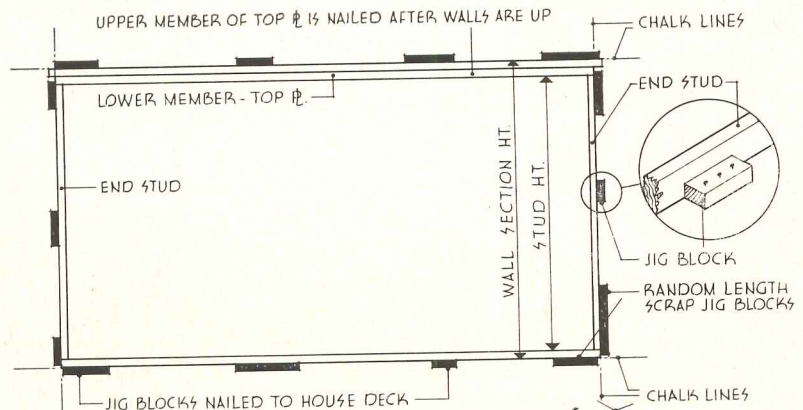 UPPER MEMBER OF TOP ⅊ IS NAILED AFTER WALLS ARE UP
CHALK LINES
LOWER MEMBER - TOP ⅊.
END STUD
END STUD
WALL SECTION HT.
STUD HT.
JIG BLOCK
RANDOM LENGTH
SCRAP JIG BLOCKS
JIG BLOCKS NAILED TO HOUSE DECK
CHALK LINES